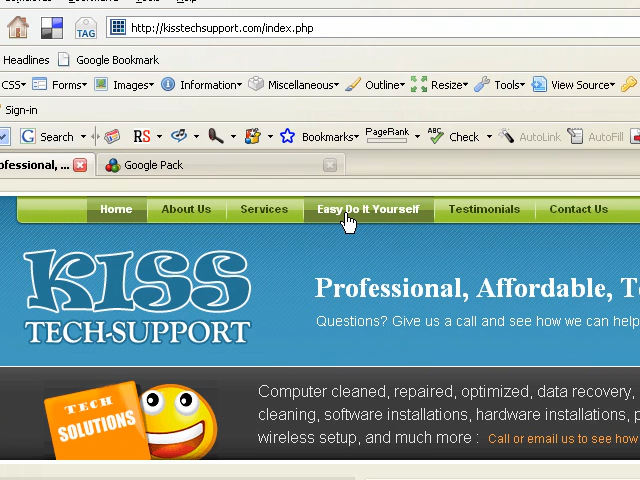 Tools Help
http://kisstechsupport.com/index.php
TAG
Headlines Google Bookmark
CSS Forms Images Information Miscellaneous Outline Resize Tools View Source
Sign-in
G Search RS Bookmarks PageRank ABC Check AutoLink AutoFill
ofessional, ... Google Pack
Home About Us Services Easy Do It Yourself Testimonials Contact Us
KISS
TECH-SUPPORT
Professional, Affordable,
Questions? Give us a call and see how we can help
TECH
SOLUTIONS
Computer cleaned, repaired, optimized, data recovery,
cleaning, software installations, hardware installations,
wireless setup, and much more : Call or email us to see how